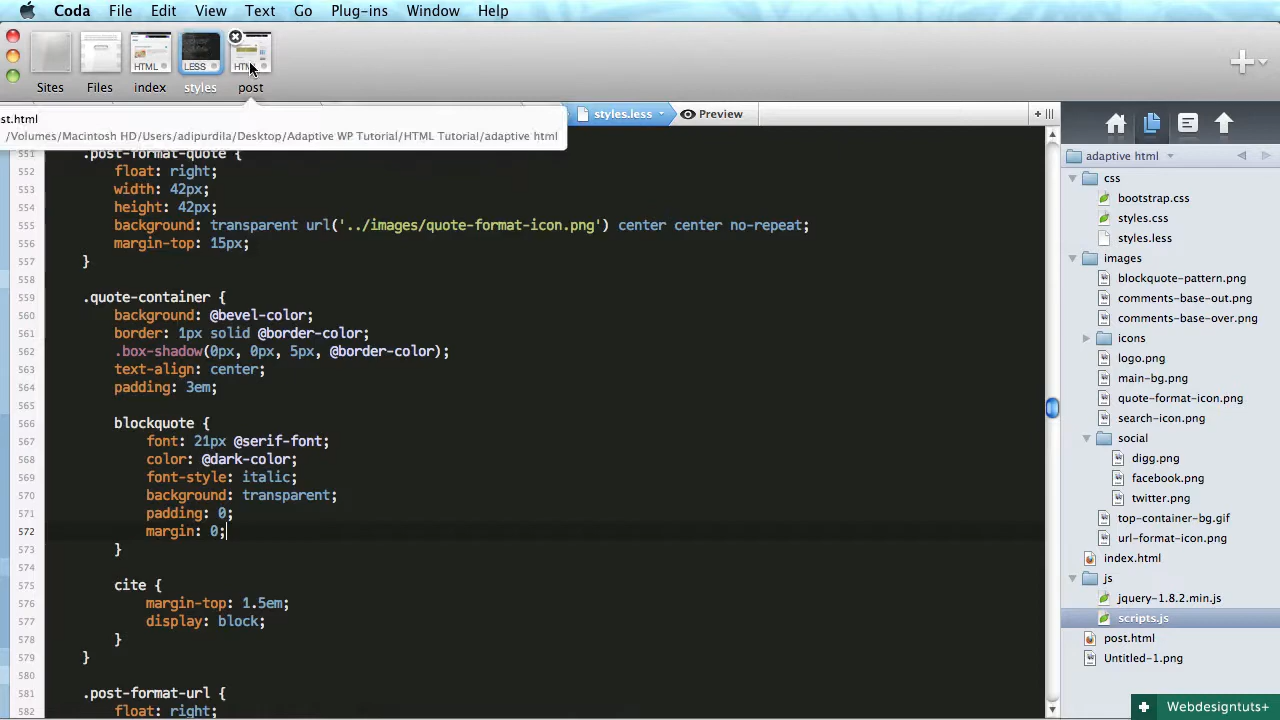 Coda File Edit View Text Go Plug-ins Window Help
HTML LESS HTML
Sites Files index styles post
st.html
/Volumes/Macintosh HD/Users/adipurdila/Desktop/Adaptive WP Tutorial/HTML Tutorial/adaptive html
styles.less Preview
551 .post-format-quote {
552 float: right;
553 width: 42px;
554 height: 42px;
555 background: transparent url('../images/quote-format-icon.png') center center no-repeat;
556 margin-top: 15px;
557 }
558
559 .quote-container {
560 background: @bevel-color;
561 border: 1px solid @border-color;
562 .box-shadow(0px, 0px, 5px, @border-color);
563 text-align: center;
564 padding: 3em;
565
566 blockquote {
567 font: 21px @serif-font;
568 color: @dark-color;
569 font-style: italic;
570 background: transparent;
571 padding: 0;
572 margin: 0;
573 }
574
575 cite {
576 margin-top: 1.5em;
577 display: block;
578 }
579 }
580
581 .post-format-url {
582 float: right;
adaptive html
css
bootstrap.css
styles.css
styles.less
images
blockquote-pattern.png
comments-base-out.png
comments-base-over.png
icons
logo.png
main-bg.png
quote-format-icon.png
search-icon.png
social
digg.png
facebook.png
twitter.png
top-container-bg.gif
url-format-icon.png
index.html
js
jquery-1.8.2.min.js
scripts.js
post.html
Untitled-1.png
Webdesigntuts+